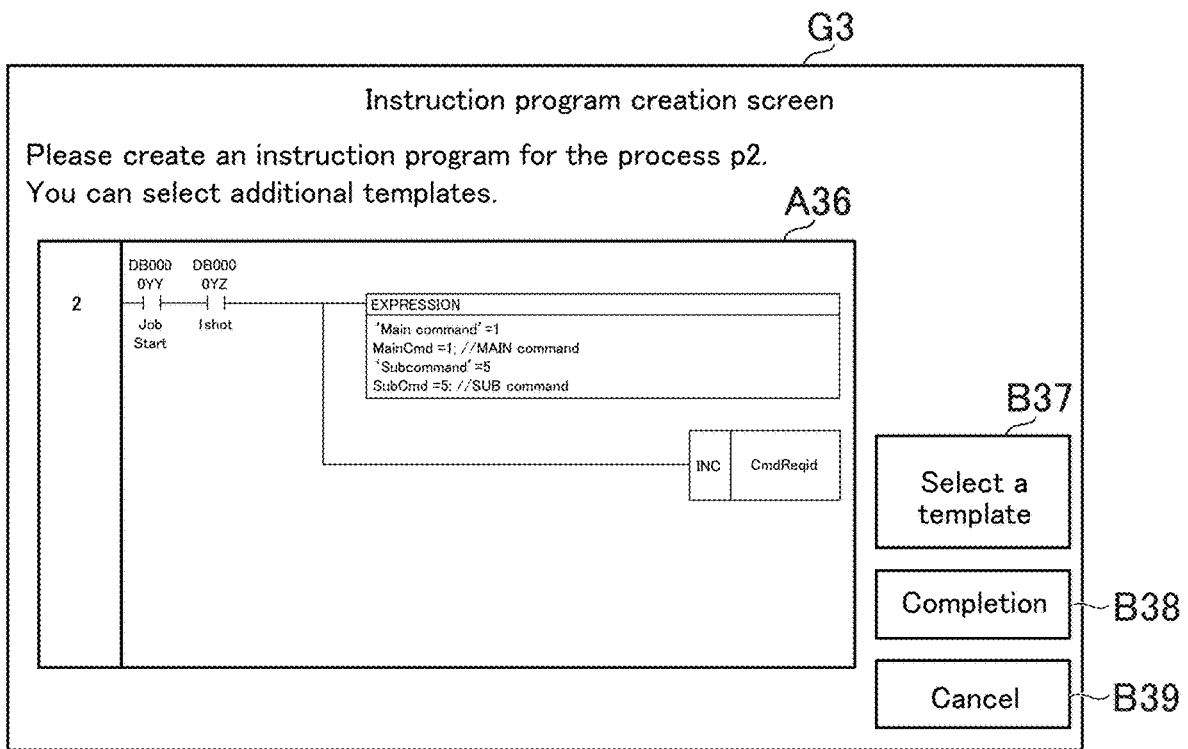 G3
Instruction program creation screen
Please create an instruction program for the process p2.
You can select additional templates.
A36
DB000 DB000
0YY 0YZ
2
Job 1shot
Start
EXPRESSION
'Main command'=1
MainCmd =1; //MAIN command
'Subcommand'=5
SubCmd =5; //SUB command
INC CmdReqid
B37
Select a
template
Completion
B38
Cancel
B39